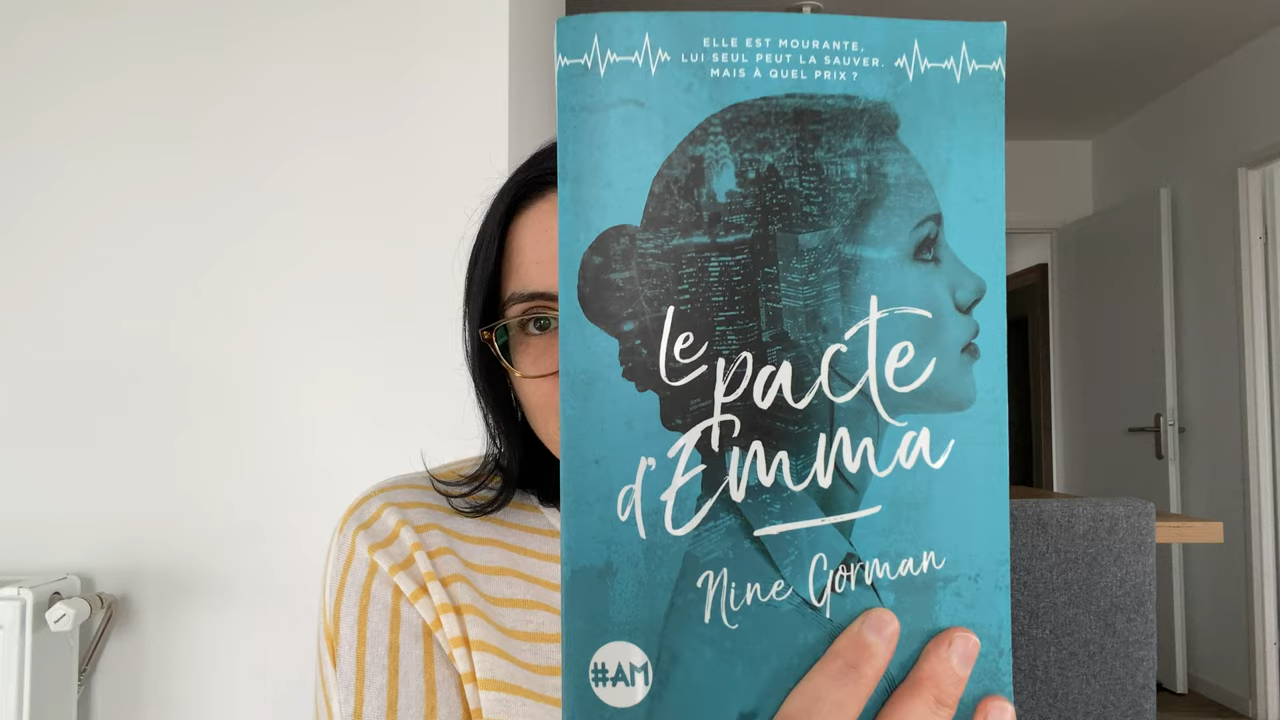 ELLE EST MOURANTE,
LUI SEUL PEUT LA SAUVER.
MAIS À QUEL PRIX ?
Le
pacte
d'Emma
Nine Gorman
#AM